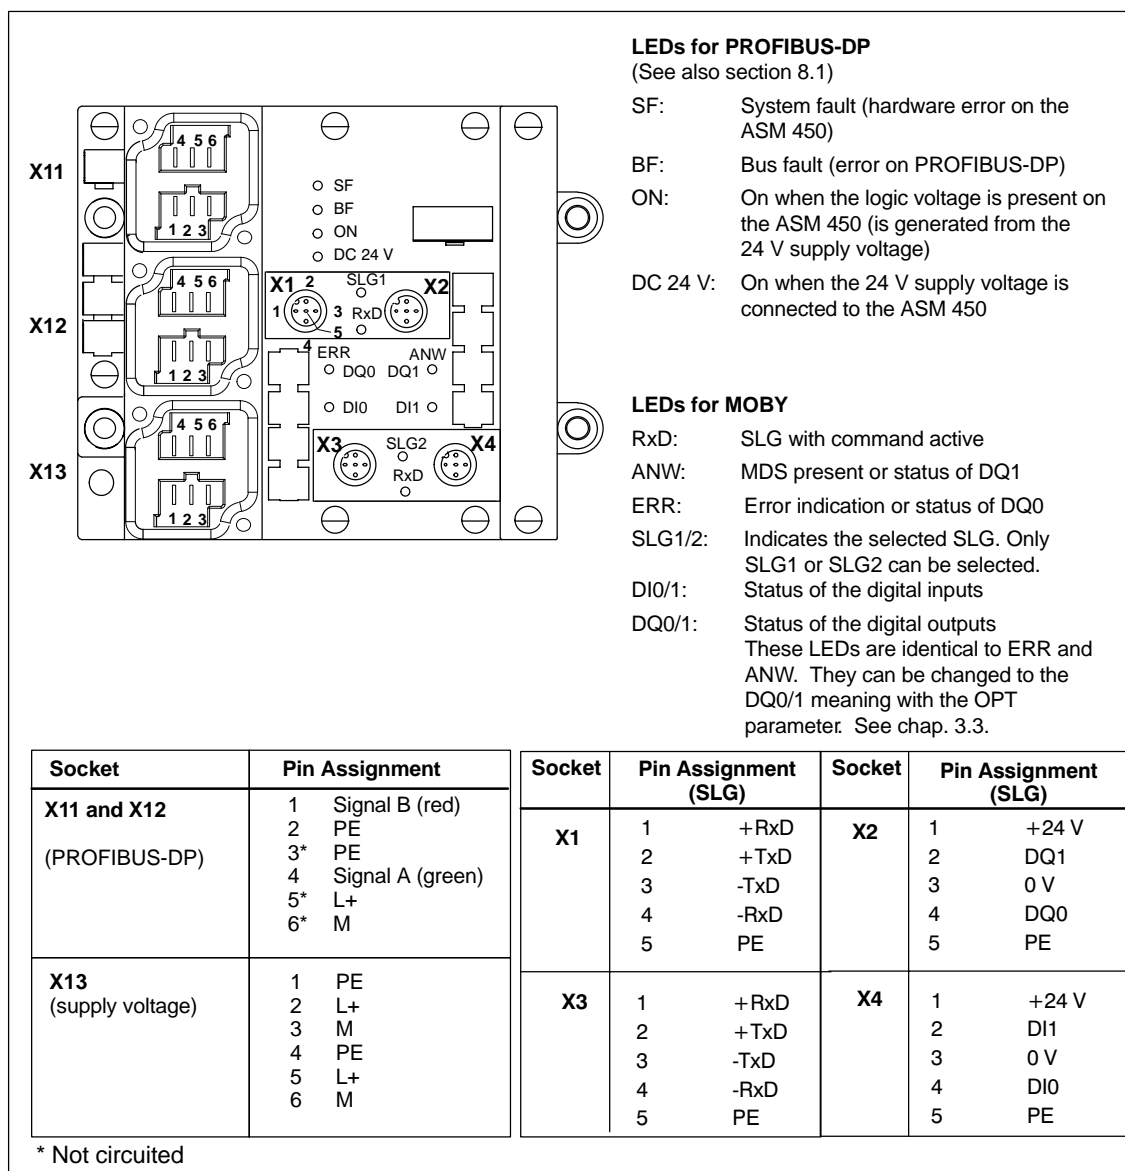 LEDs for PROFIBUS-DP
(See also section 8.1)
SF: System fault (hardware error on the
ASM 450)
BF: Bus fault (error on PROFIBUS-DP)
ON: On when the logic voltage is present on
the ASM 450 (is generated from the
24 V supply voltage)
DC 24 V: On when the 24 V supply voltage is
connected to the ASM 450
X11
4 5 6
1 2 3
SF
BF
ON
DC 24 V
X12
4 5 6
1 2 3
X1 2 SLG1 X2
1 3 RxD
5
4
ERR ANW
DQ0 DQ1
DI0 DI1
X13
4 5 6
1 2 3
X3 SLG2 X4
RxD
LEDs for MOBY
RxD: SLG with command active
ANW: MDS present or status of DQ1
ERR: Error indication or status of DQ0
SLG1/2: Indicates the selected SLG. Only
SLG1 or SLG2 can be selected.
DI0/1: Status of the digital inputs
DQ0/1: Status of the digital outputs
These LEDs are identical to ERR and
ANW. They can be changed to the
DQ0/1 meaning with the OPT
parameter. See chap. 3.3.
Socket Pin Assignment
X11 and X12
(PROFIBUS-DP)
1 Signal B (red)
2 PE
3* PE
4 Signal A (green)
5* L+
6* M
X13
(supply voltage)
1 PE
2 L+
3 M
4 PE
5 L+
6 M
Socket Pin Assignment
(SLG)
Socket Pin Assignment
(SLG)
X1
1 +RxD
2 +TxD
3 -TxD
4 -RxD
5 PE
X2
1 +24 V
2 DQ1
3 0 V
4 DQ0
5 PE
X3
1 +RxD
2 +TxD
3 -TxD
4 -RxD
5 PE
X4
1 +24 V
2 DI1
3 0 V
4 DI0
5 PE
* Not circuited